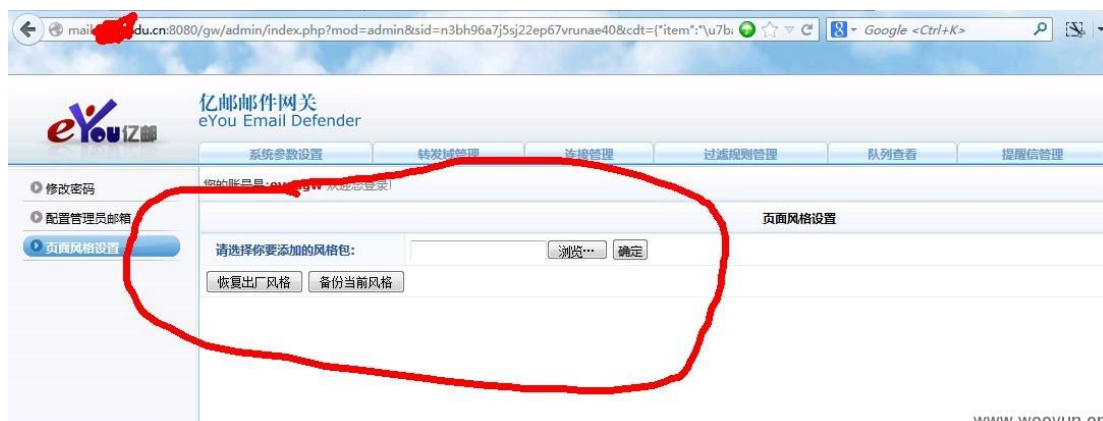 mail du.cn:8080/gw/admin/index.php?mod=admin&sid=n3bh96a7j5sj22ep67vrunae40&cdt={"item":"\u7b Google <Ctrl+K>
eYou亿邮
亿邮邮件网关
eYou Email Defender
系统参数设置 转发域管理 连接管理 过滤规则管理 队列查看 提醒信管理
修改密码
您的账号是: 欢迎您登录!
配置管理员邮箱
页面风格设置
页面风格设置
请选择你要添加的风格包: 浏览… 确定
恢复出厂风格 备份当前风格